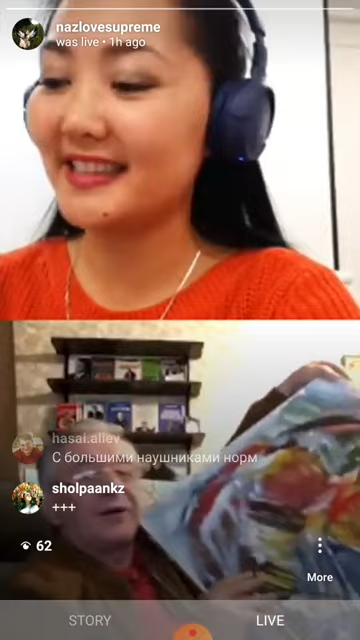 nazlovesupreme
was live • 1h ago
hasai.aliev
С большими наушниками норм
sholpaankz
+++
62
More
STORY
LIVE